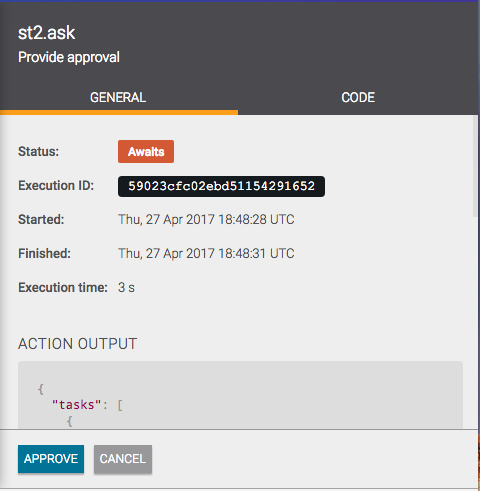 st2.ask
Provide approval
GENERAL CODE
Status: Awaits
Execution ID: 59023cfc02ebd51154291652
Started: Thu, 27 Apr 2017 18:48:28 UTC
Finished: Thu, 27 Apr 2017 18:48:31 UTC
Execution time: 3 s
ACTION OUTPUT
{
"tasks": [
{
APPROVE CANCEL